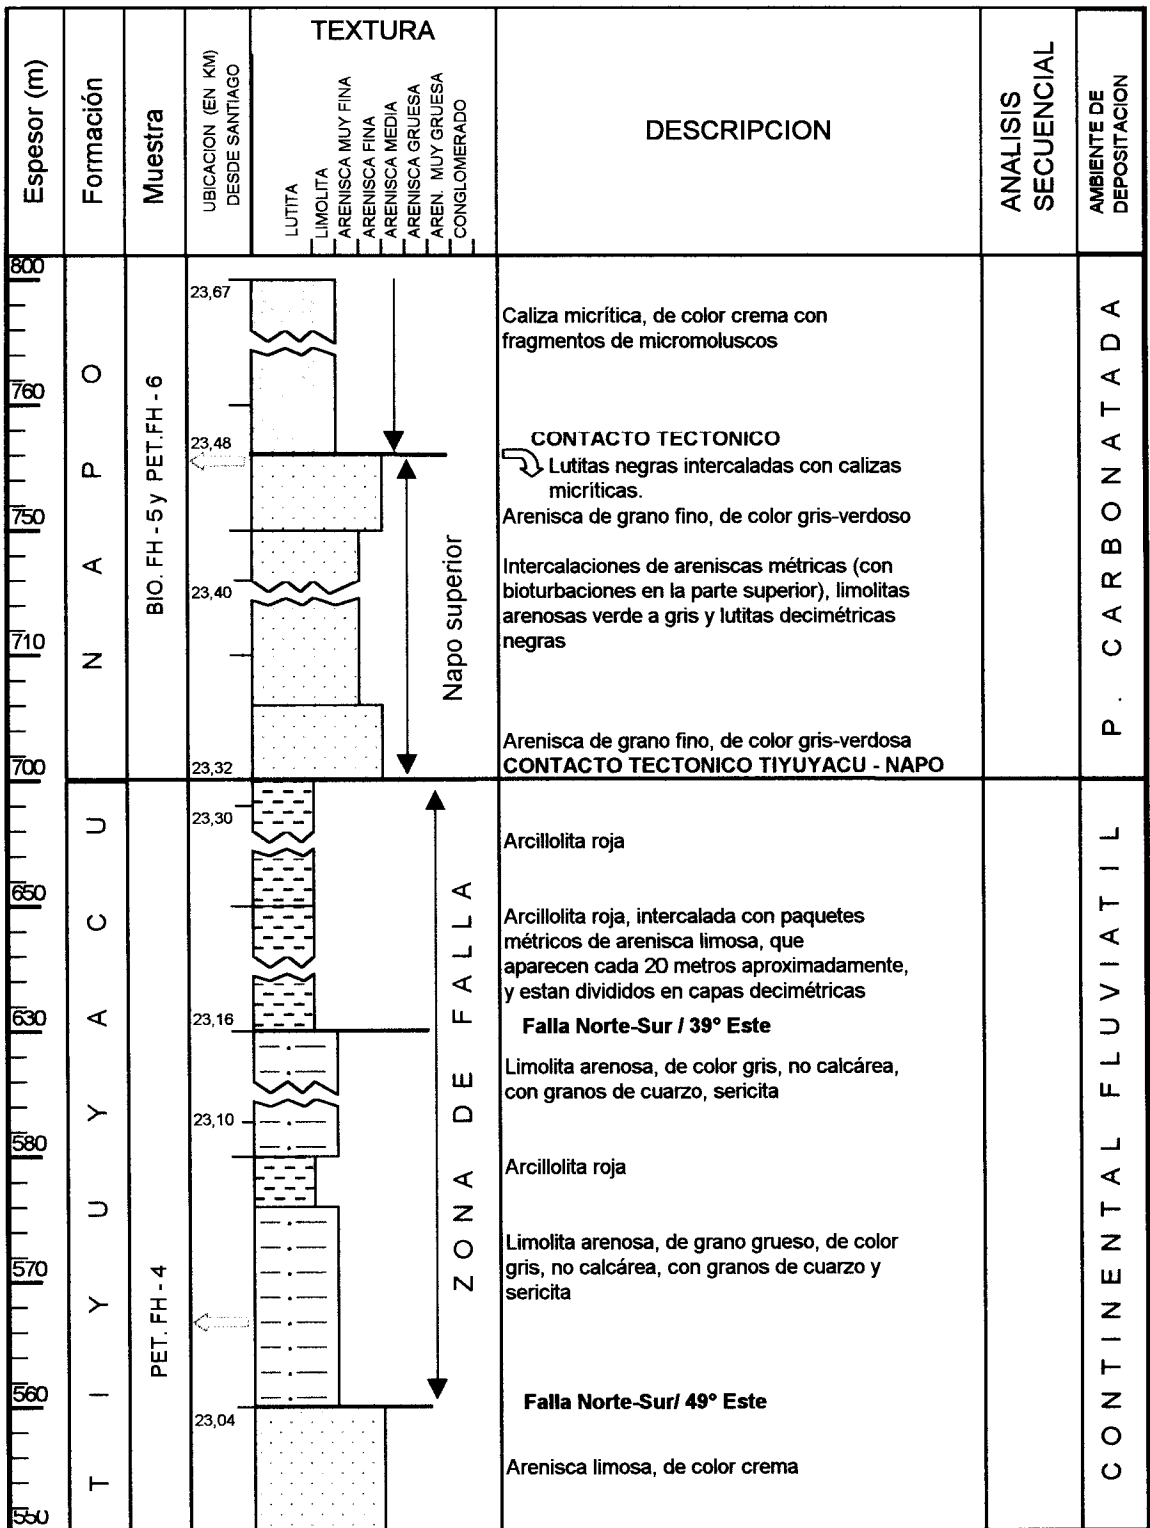 Espesor (m)
Formación
Muestra
UBICACION (EN KM)
DESDE SANTIAGO
TEXTURA
LUTITA
LIMOLITA
ARENISCA MUY FINA
ARENISCA FINA
ARENISCA MEDIA
ARENISCA GRUESA
AREN. MUY GRUESA
CONGLOMERADO
DESCRIPCION
ANALISIS
SECUENCIAL
AMBIENTE DE
DEPOSITACION
800
760
750
710
700
650
630
580
570
560
550
NAPO
TIYUYACU
BIO. FH - 5 y PET.FH - 6
PET. FH - 4
23,67
23,48
23,40
23,32
23,30
23,16
23,10
23,04
Napo superior
ZONA DE FALLA
Caliza micrítica, de color crema con
fragmentos de micromoluscos
CONTACTO TECTONICO
Lutitas negras intercaladas con calizas
micríticas.
Arenisca de grano fino, de color gris-verdoso
Intercalaciones de areniscas métricas (con
bioturbaciones en la parte superior), limolitas
arenosas verde a gris y lutitas decimétricas
negras
Arenisca de grano fino, de color gris-verdosa
CONTACTO TECTONICO TIYUYACU - NAPO
Arcillolita roja
Arcillolita roja, intercalada con paquetes
métricos de arenisca limosa, que
aparecen cada 20 metros aproximadamente,
y estan divididos en capas decimétricas
Falla Norte-Sur / 39° Este
Limolita arenosa, de color gris, no calcárea,
con granos de cuarzo, sericita
Arcillolita roja
Limolita arenosa, de grano grueso, de color
gris, no calcárea, con granos de cuarzo y
sericita
Falla Norte-Sur/ 49° Este
Arenisca limosa, de color crema
P. CARBONATADA
CONTINENTAL FLUVIATIL